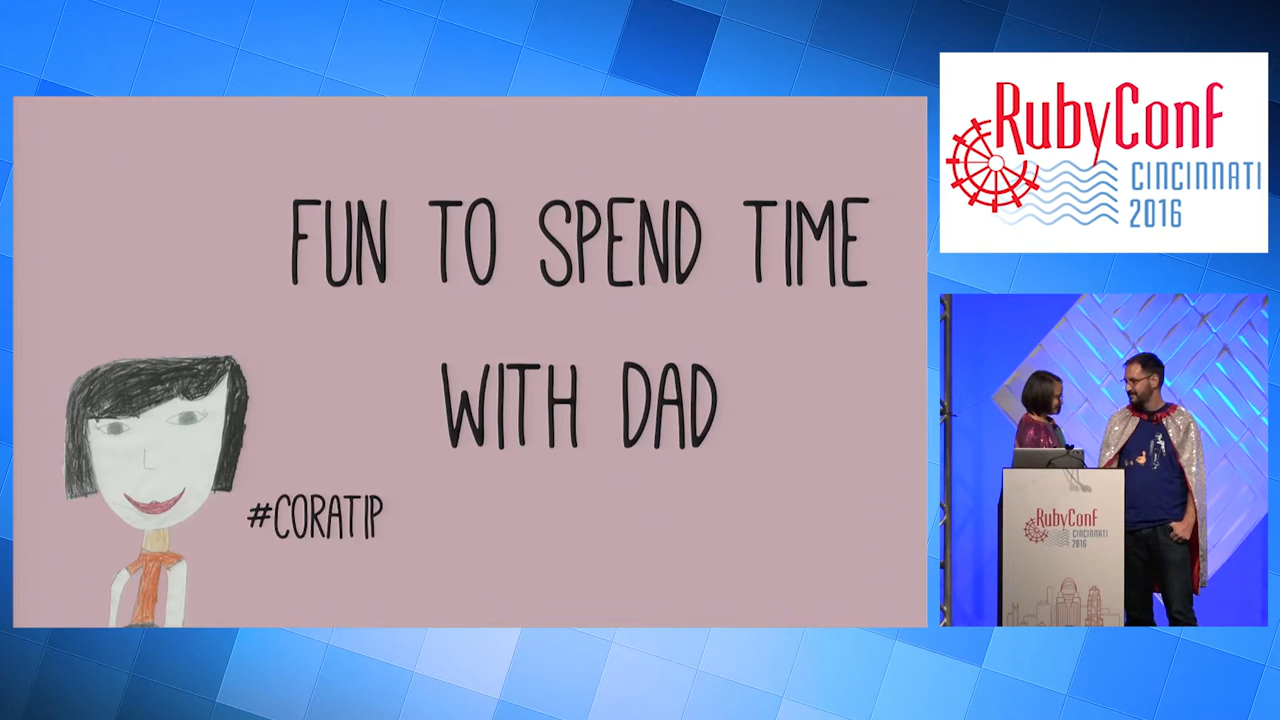 FUN TO SPEND TIME
WITH DAD
#CORATIP
RubyConf
CINCINNATI
2016
RubyConf
CINCINNATI
2016